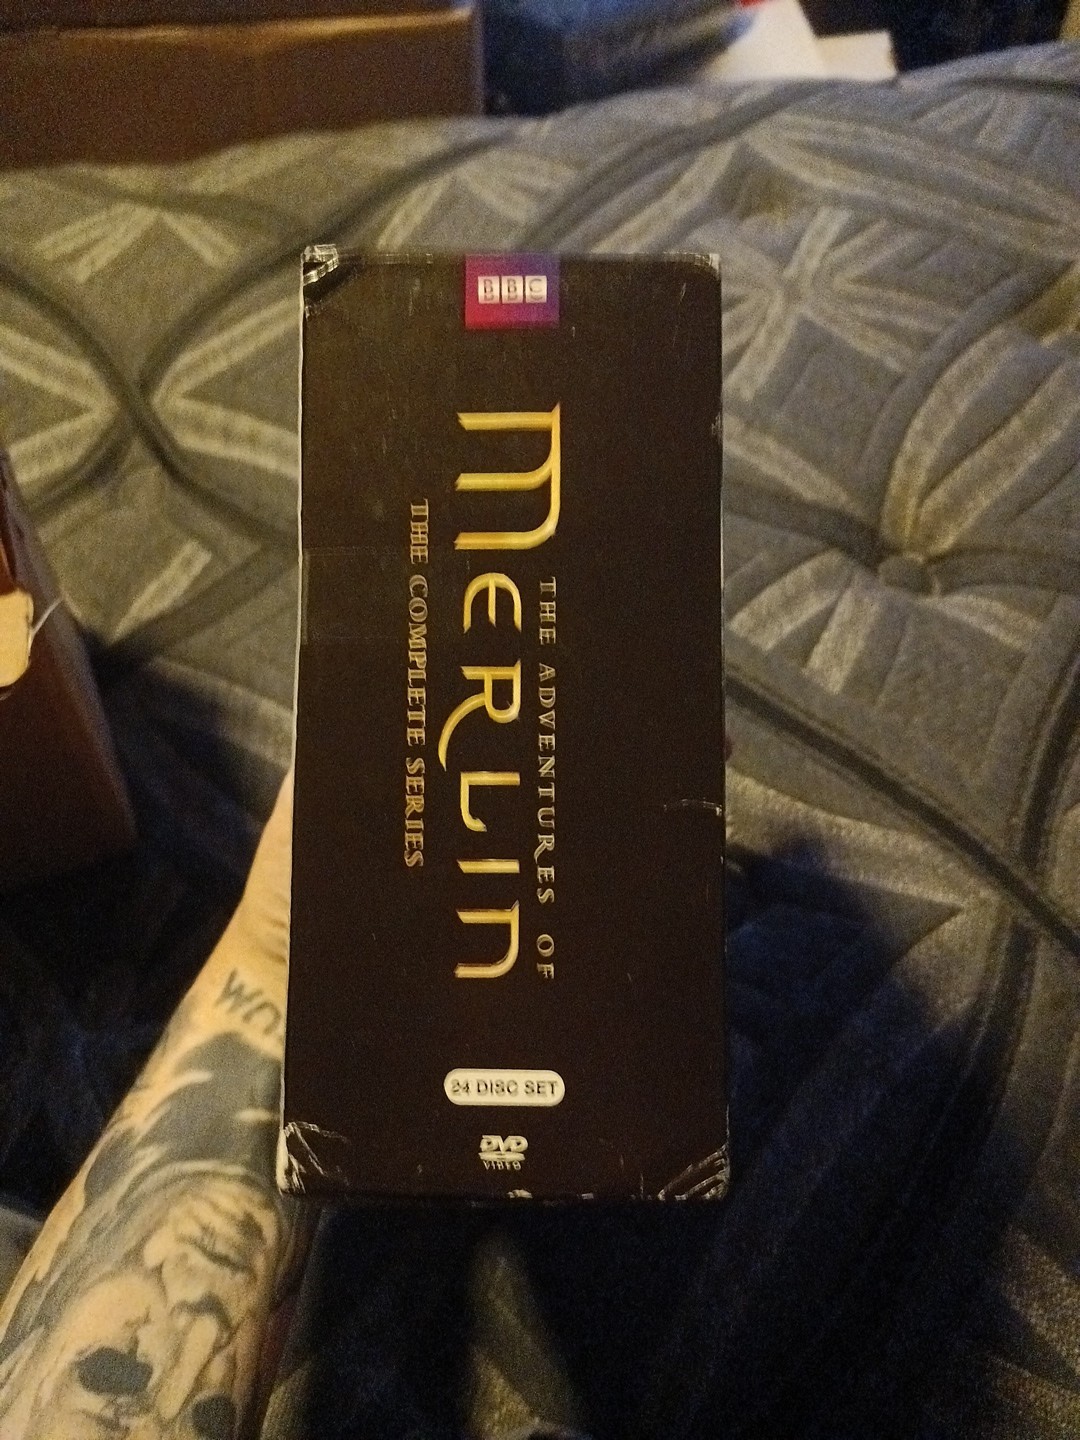 BBC
THE ADVENTURES OF
MERLIN
THE COMPLETE SERIES
24 DISC SET
DVD
VIDEO